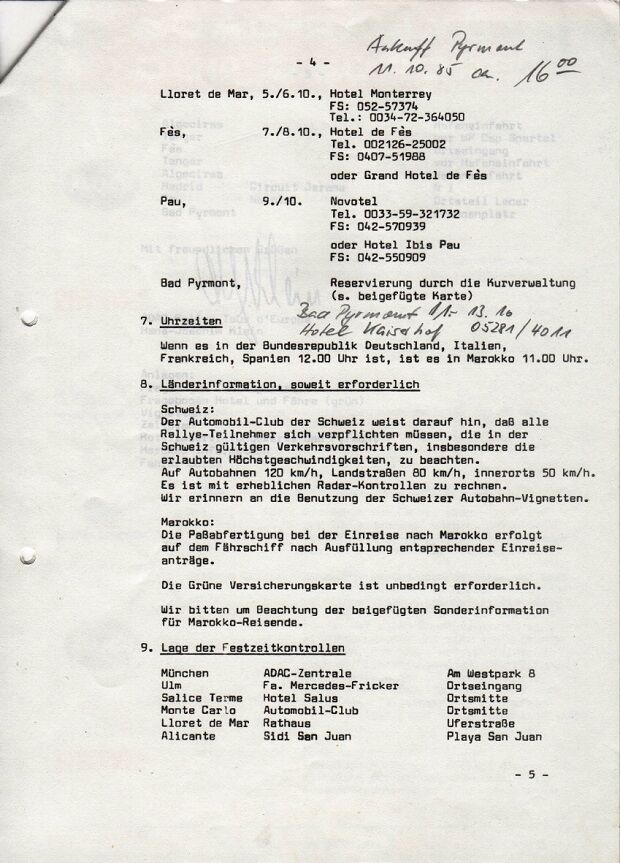 Ankunft Pyrmont
- 4 -
11.10.85 ca. 16 00
Lloret de Mar, 5./6.10., Hotel Monterrey
FS: 052-57374
Tel.: 0034-72-364050
Fès, 7./8.10., Hotel de Fès
Tel. 002126-25002
FS: 0407-51988
oder Grand Hotel de Fès
Pau, 9./10. Novotel
Tel. 0033-59-321732
FS: 042-570939
oder Hotel Ibis Pau
FS: 042-550909
Bad Pyrmont, Reservierung durch die Kurverwaltung
(s. beigefügte Karte)
Bad Pyrmont 11.- 13.10
7. Uhrzeiten
Hotel Kaiserhof 05281/4011
Wenn es in der Bundesrepublik Deutschland, Italien,
Frankreich, Spanien 12.00 Uhr ist, ist es in Marokko 11.00 Uhr.
8. Länderinformation, soweit erforderlich
Schweiz:
Der Automobil-Club der Schweiz weist darauf hin, daß alle
Rallye-Teilnehmer sich verpflichten müssen, die in der
Schweiz gültigen Verkehrsvorschriften, insbesondere die
erlaubten Höchstgeschwindigkeiten, zu beachten.
Auf Autobahnen 120 km/h, Landstraßen 80 km/h, innerorts 50 km/h.
Es ist mit erheblichen Radar-Kontrollen zu rechnen.
Wir erinnern an die Benutzung der Schweizer Autobahn-Vignetten.
Marokko:
Die Paßabfertigung bei der Einreise nach Marokko erfolgt
auf dem Fährschiff nach Ausfüllung entsprechender Einreise-
anträge.
Die Grüne Versicherungskarte ist unbedingt erforderlich.
Wir bitten um Beachtung der beigefügten Sonderinformation
für Marokko-Reisende.
9. Lage der Festzeitkontrollen
München ADAC-Zentrale Am Westpark 8
Ulm Fa. Mercedes-Fricker Ortseingang
Salice Terme Hotel Salus Ortsmitte
Monte Carlo Automobil-Club Ortsmitte
Lloret de Mar Rathaus Uferstraße
Alicante Sidi San Juan Playa San Juan
- 5 -